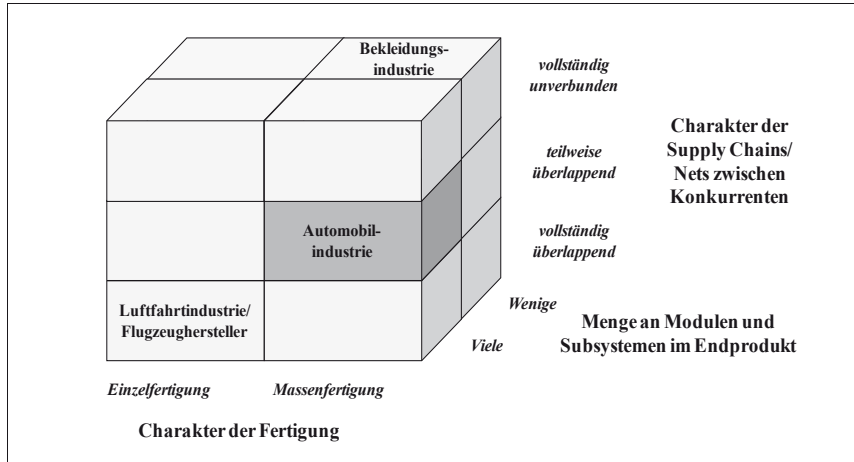 Bekleidungs-
industrie
vollständig
unverbunden
Charakter der
Supply Chains/
Nets zwischen
Konkurrenten
teilweise
überlappend
Automobil-
industrie
vollständig
überlappend
Luftfahrtindustrie/
Flugzeughersteller
Wenige
Viele
Menge an Modulen und
Subsystemen im Endprodukt
Einzelfertigung
Massenfertigung
Charakter der Fertigung